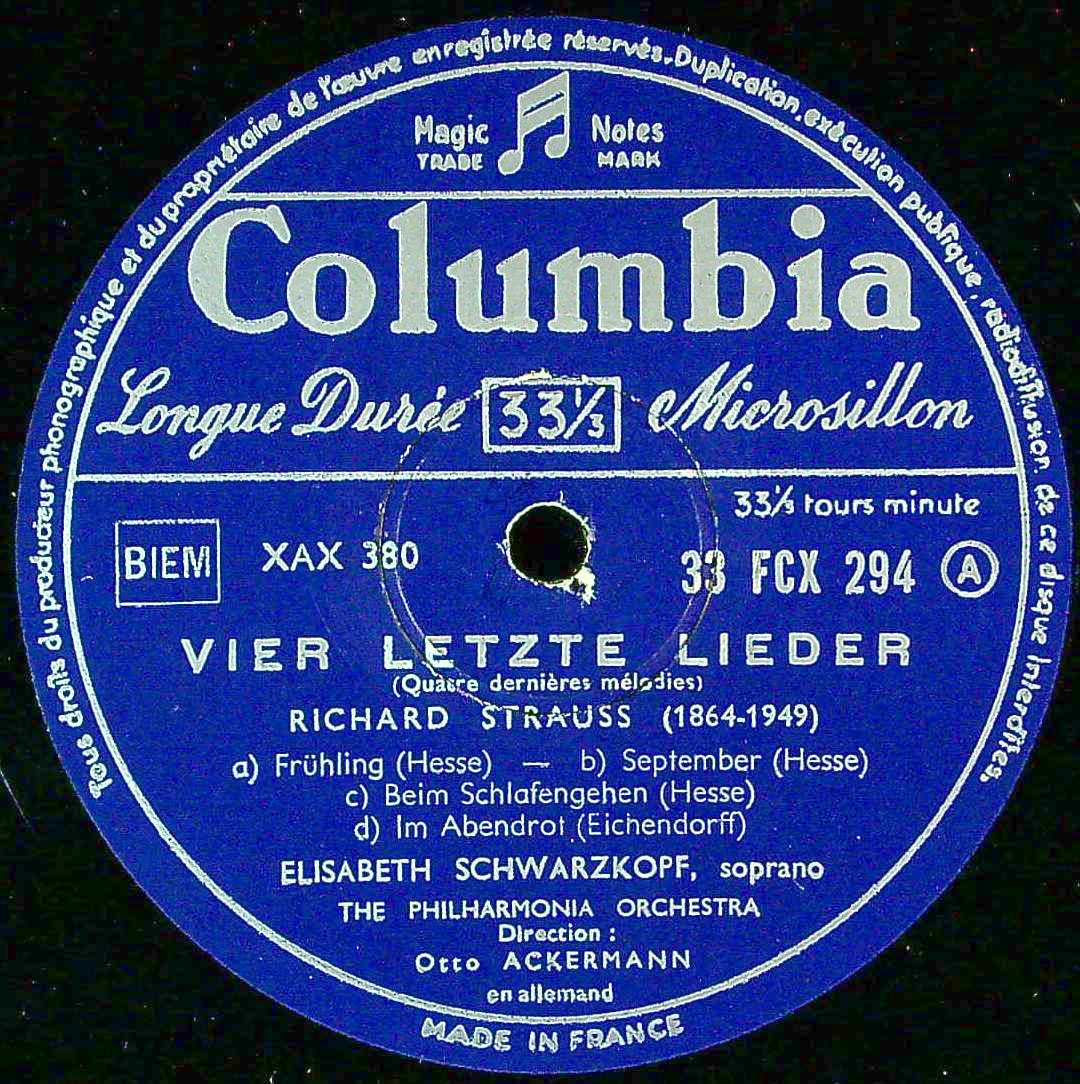 Tous droits du producteur phonographique et du propriétaire de l'œuvre enregistrée réservés. Duplication, exécution publique, radiodiffusion de ce disque interdites.
Magic Notes
TRADE MARK
Columbia
Longue Durée 33⅓ Microsillon
33⅓ tours minute
BIEM XAX 380 33 FCX 294 A
VIER LETZTE LIEDER
(Quatre dernières mélodies)
RICHARD STRAUSS (1864-1949)
a) Frühling (Hesse) — b) September (Hesse)
c) Beim Schlafengehen (Hesse)
d) Im Abendrot (Eichendorff)
ELISABETH SCHWARZKOPF, soprano
THE PHILHARMONIA ORCHESTRA
Direction :
Otto ACKERMANN
en allemand
MADE IN FRANCE